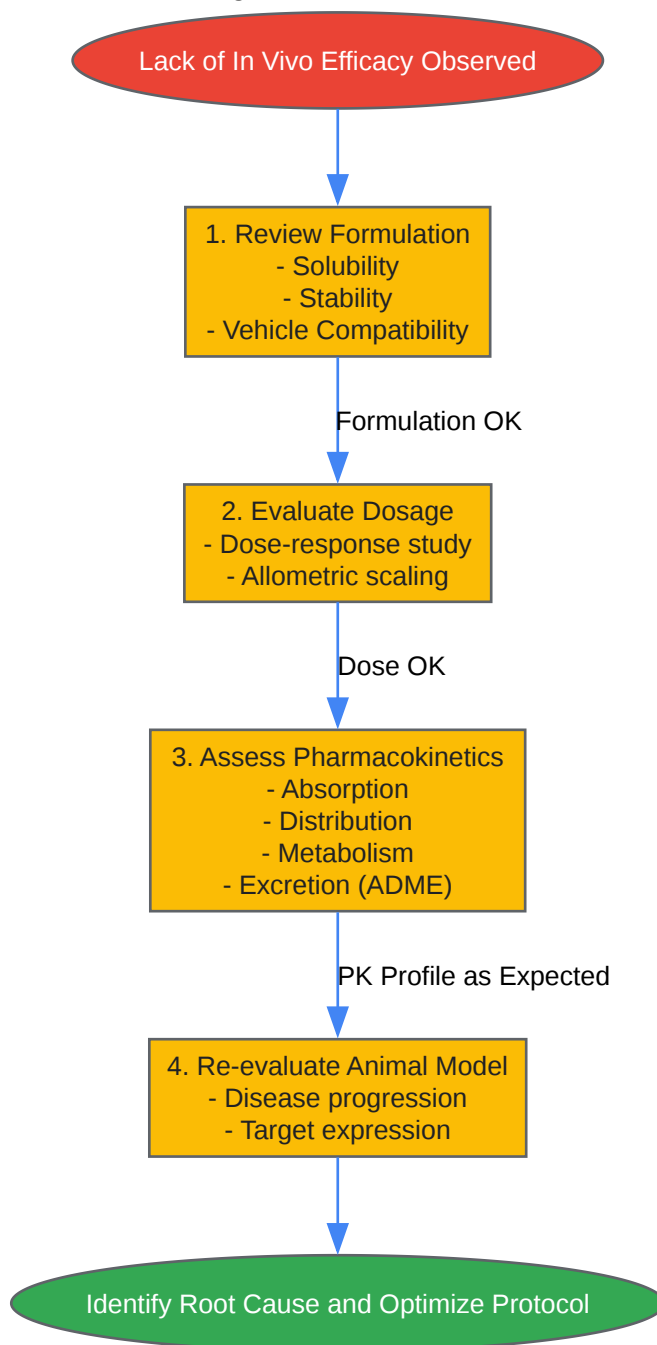 Lack of In Vivo Efficacy Observed
1. Review Formulation
- Solubility
- Stability
- Vehicle Compatibility
Formulation OK
2. Evaluate Dosage
- Dose-response study
- Allometric scaling
Dose OK
3. Assess Pharmacokinetics
- Absorption
- Distribution
- Metabolism
- Excretion (ADME)
PK Profile as Expected
4. Re-evaluate Animal Model
- Disease progression
- Target expression
Identify Root Cause and Optimize Protocol